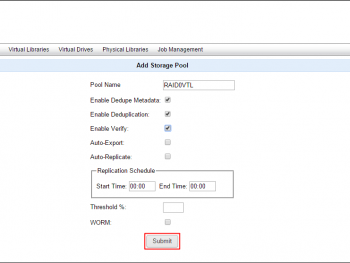 Virtual Libraries Virtual Drives Physical Libraries Job Management
Add Storage Pool
Pool Name RAID0VTL
Enable Dedupe Metadata:
Enable Deduplication:
Enable Verify:
Auto-Export:
Auto-Replicate:
Replication Schedule
Start Time: 00:00 End Time: 00:00
Threshold %:
WORM:
Submit